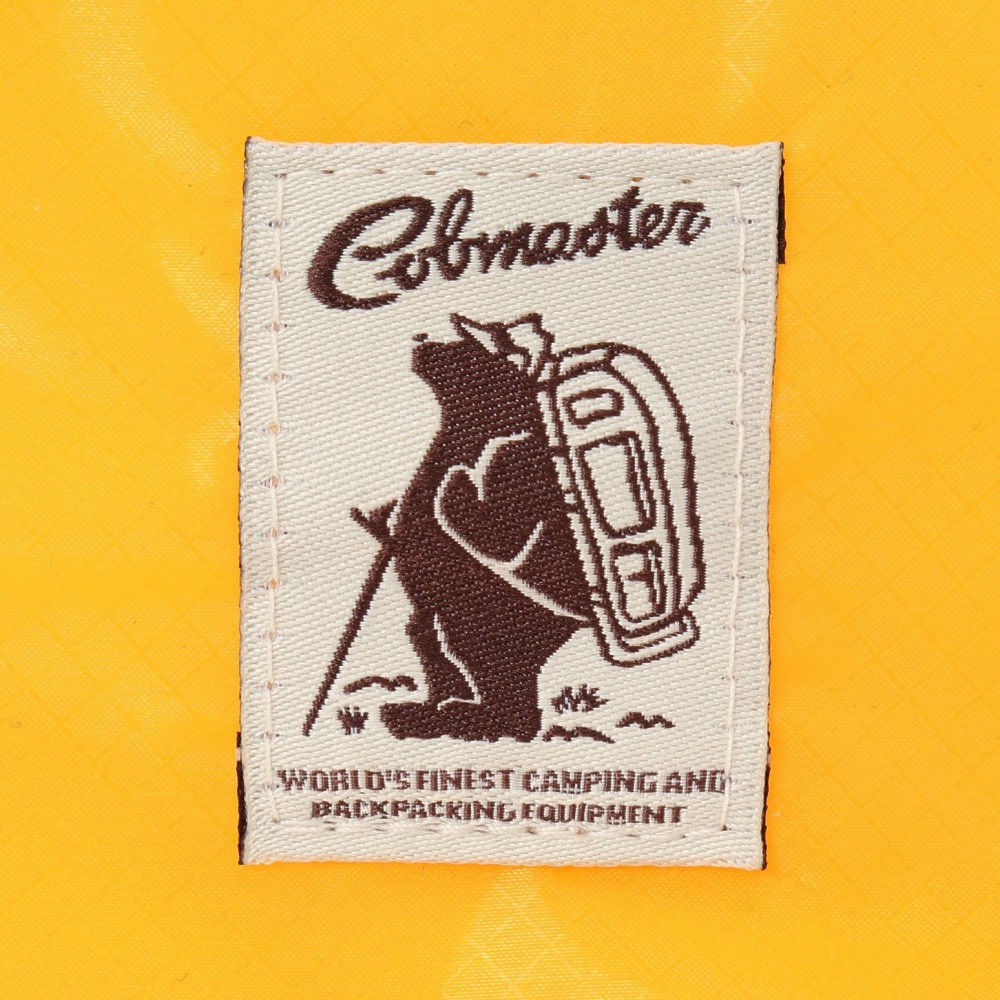 Cobmaster
WORLD'S FINEST CAMPING AND
BACKPACKING EQUIPMENT